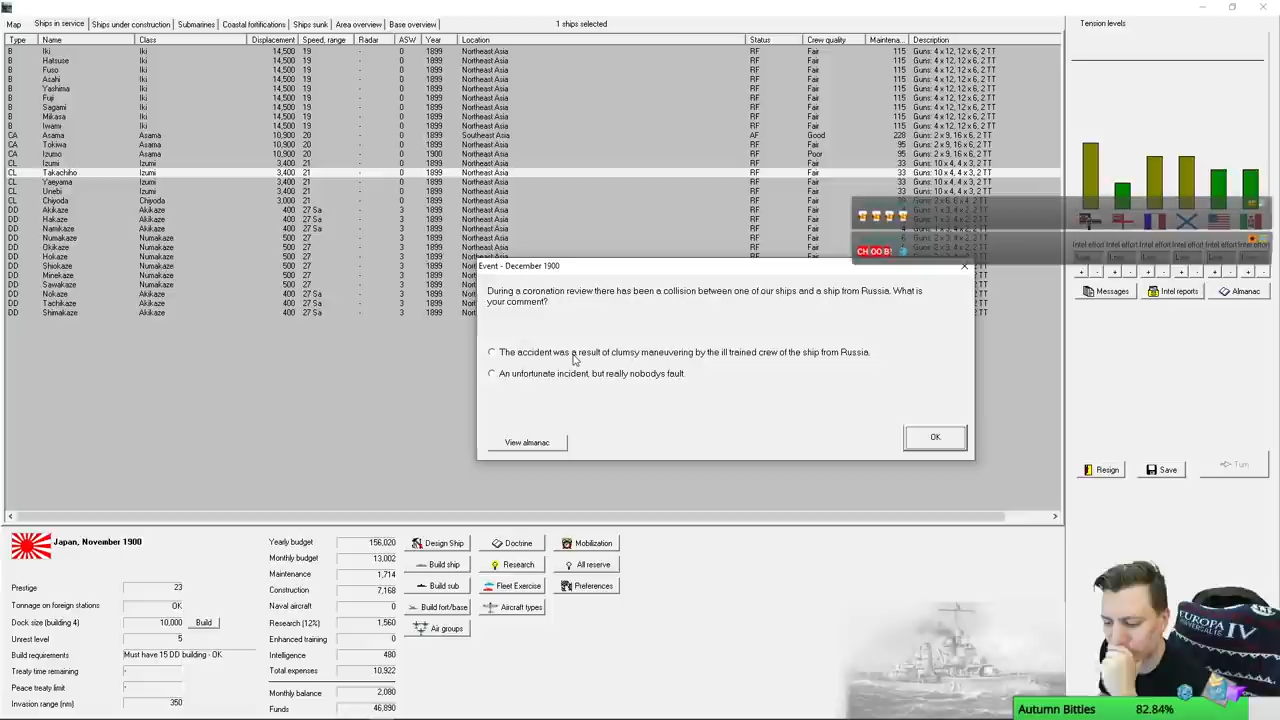 Map Ships in service Ships under construction Submarines Coastal fortifications Ships sunk Area overview Base overview 1 ships selected
Type Name Class Displacement Speed, range Radar ASW Year Location Status Crew quality Maintena... Description
B Iki Iki 14,500 19 - 0 1899 Northeast Asia RF Fair 115 Guns: 4 x 12, 12 x 6, 2 TT
B Hatsuse Iki 14,500 19 - 0 1899 Northeast Asia RF Fair 115 Guns: 4 x 12, 12 x 6, 2 TT
B Fuso Iki 14,500 19 - 0 1899 Northeast Asia RF Fair 115 Guns: 4 x 12, 12 x 6, 2 TT
B Asahi Iki 14,500 19 - 0 1899 Northeast Asia RF Fair 115 Guns: 4 x 12, 12 x 6, 2 TT
B Yashima Iki 14,500 19 - 0 1899 Northeast Asia RF Fair 115 Guns: 4 x 12, 12 x 6, 2 TT
B Fuji Iki 14,500 19 - 0 1899 Northeast Asia RF Fair 115 Guns: 4 x 12, 12 x 6, 2 TT
B Sagami Iki 14,500 19 - 0 1899 Northeast Asia RF Fair 115 Guns: 4 x 12, 12 x 6, 2 TT
B Mikasa Iki 14,500 19 - 0 1899 Northeast Asia RF Fair 115 Guns: 4 x 12, 12 x 6, 2 TT
B Iwami Iki 14,500 19 - 0 1899 Northeast Asia RF Fair 115 Guns: 4 x 12, 12 x 6, 2 TT
CA Asama Asama 10,900 20 - 0 1899 Southeast Asia AF Good 228 Guns: 2 x 9, 16 x 6, 2 TT
CA Tokiwa Asama 10,900 20 - 0 1899 Northeast Asia RF Fair 95 Guns: 2 x 9, 16 x 6, 2 TT
CA Izumo Asama 10,900 20 - 0 1900 Northeast Asia RF Poor 95 Guns: 2 x 9, 16 x 6, 2 TT
CL Izumi Izumi 3,400 21 - 0 1899 Northeast Asia RF Fair 33 Guns: 10 x 4, 4 x 3, 2 TT
CL Takachiho Izumi 3,400 21 - 0 1899 Northeast Asia RF Fair 33 Guns: 10 x 4, 4 x 3, 2 TT
CL Yaeyama Izumi 3,400 21 - 0 1899 Northeast Asia RF Fair 33 Guns: 10 x 4, 4 x 3, 2 TT
CL Unebi Izumi 3,400 21 - 0 1899 Northeast Asia RF Fair 33 Guns: 10 x 4, 4 x 3, 2 TT
CL Chiyoda Chiyoda 3,000 21 - 0 1899 Northeast Asia RF Fair
DD Akikaze Akikaze 400 27 Sa - 3 1899 Northeast Asia RF Fair
DD Hakaze Akikaze 400 27 Sa - 3 1899 Northeast Asia RF Fair
DD Namikaze Akikaze 400 27 Sa - 3 1899 Northeast Asia RF Fair
DD Numakaze Numakaze 500 27 - 3 1899 Northeast Asia RF Fair
DD Okikaze Numakaze 500 27 - 3 1899 Northeast Asia RF Fair
DD Hokaze Numakaze 500 27 - 3 1899 Northeast Asia RF Fair
DD Shiokaze Numakaze 500 27 - 3 1899
DD Minekaze Numakaze 500 27 - 3 1899
DD Sawakaze Numakaze 500 27 - 3 1899
DD Nokaze Akikaze 400 27 Sa - 3 1899
DD Tachikaze Akikaze 400 27 Sa - 3 1899
DD Shimakaze Akikaze 400 27 Sa - 3 1899
Event - December 1900
During a coronation review there has been a collision between one of our ships and a ship from Russia. What is
your comment?
The accident was a result of clumsy maneuvering by the ill trained crew of the ship from Russia.
An unfortunate incident, but really nobodys fault.
View almanac OK
Tension levels
CH OO B!
Intel effort Intel effort Intel effort Intel effort Intel effort Intel effort
+ - + - + - + - + - + -
Messages Intel reports Almanac
Resign Save Turn
Japan, November 1900
Prestige 23
Tonnage on foreign stations OK
Dock size (building 4) 10,000 Build
Unrest level 5
Build requirements Must have 15 DD building - OK
Treaty time remaining -
Peace treaty limit -
Invasion range (nm) 350
Yearly budget 156,020
Monthly budget 13,002
Maintenance 1,714
Construction 7,168
Naval aircraft 0
Research (12%) 1,560
Enhanced training 0
Intelligence 480
Total expenses 10,922
Monthly balance 2,080
Funds 46,890
Design Ship Doctrine Mobilization
Build ship Research All reserve
Build sub Fleet Exercise Preferences
Build fort/base Aircraft types
Air groups
EUROPA IV
UNIVERSALIS
Autumn Bitties 82.84%